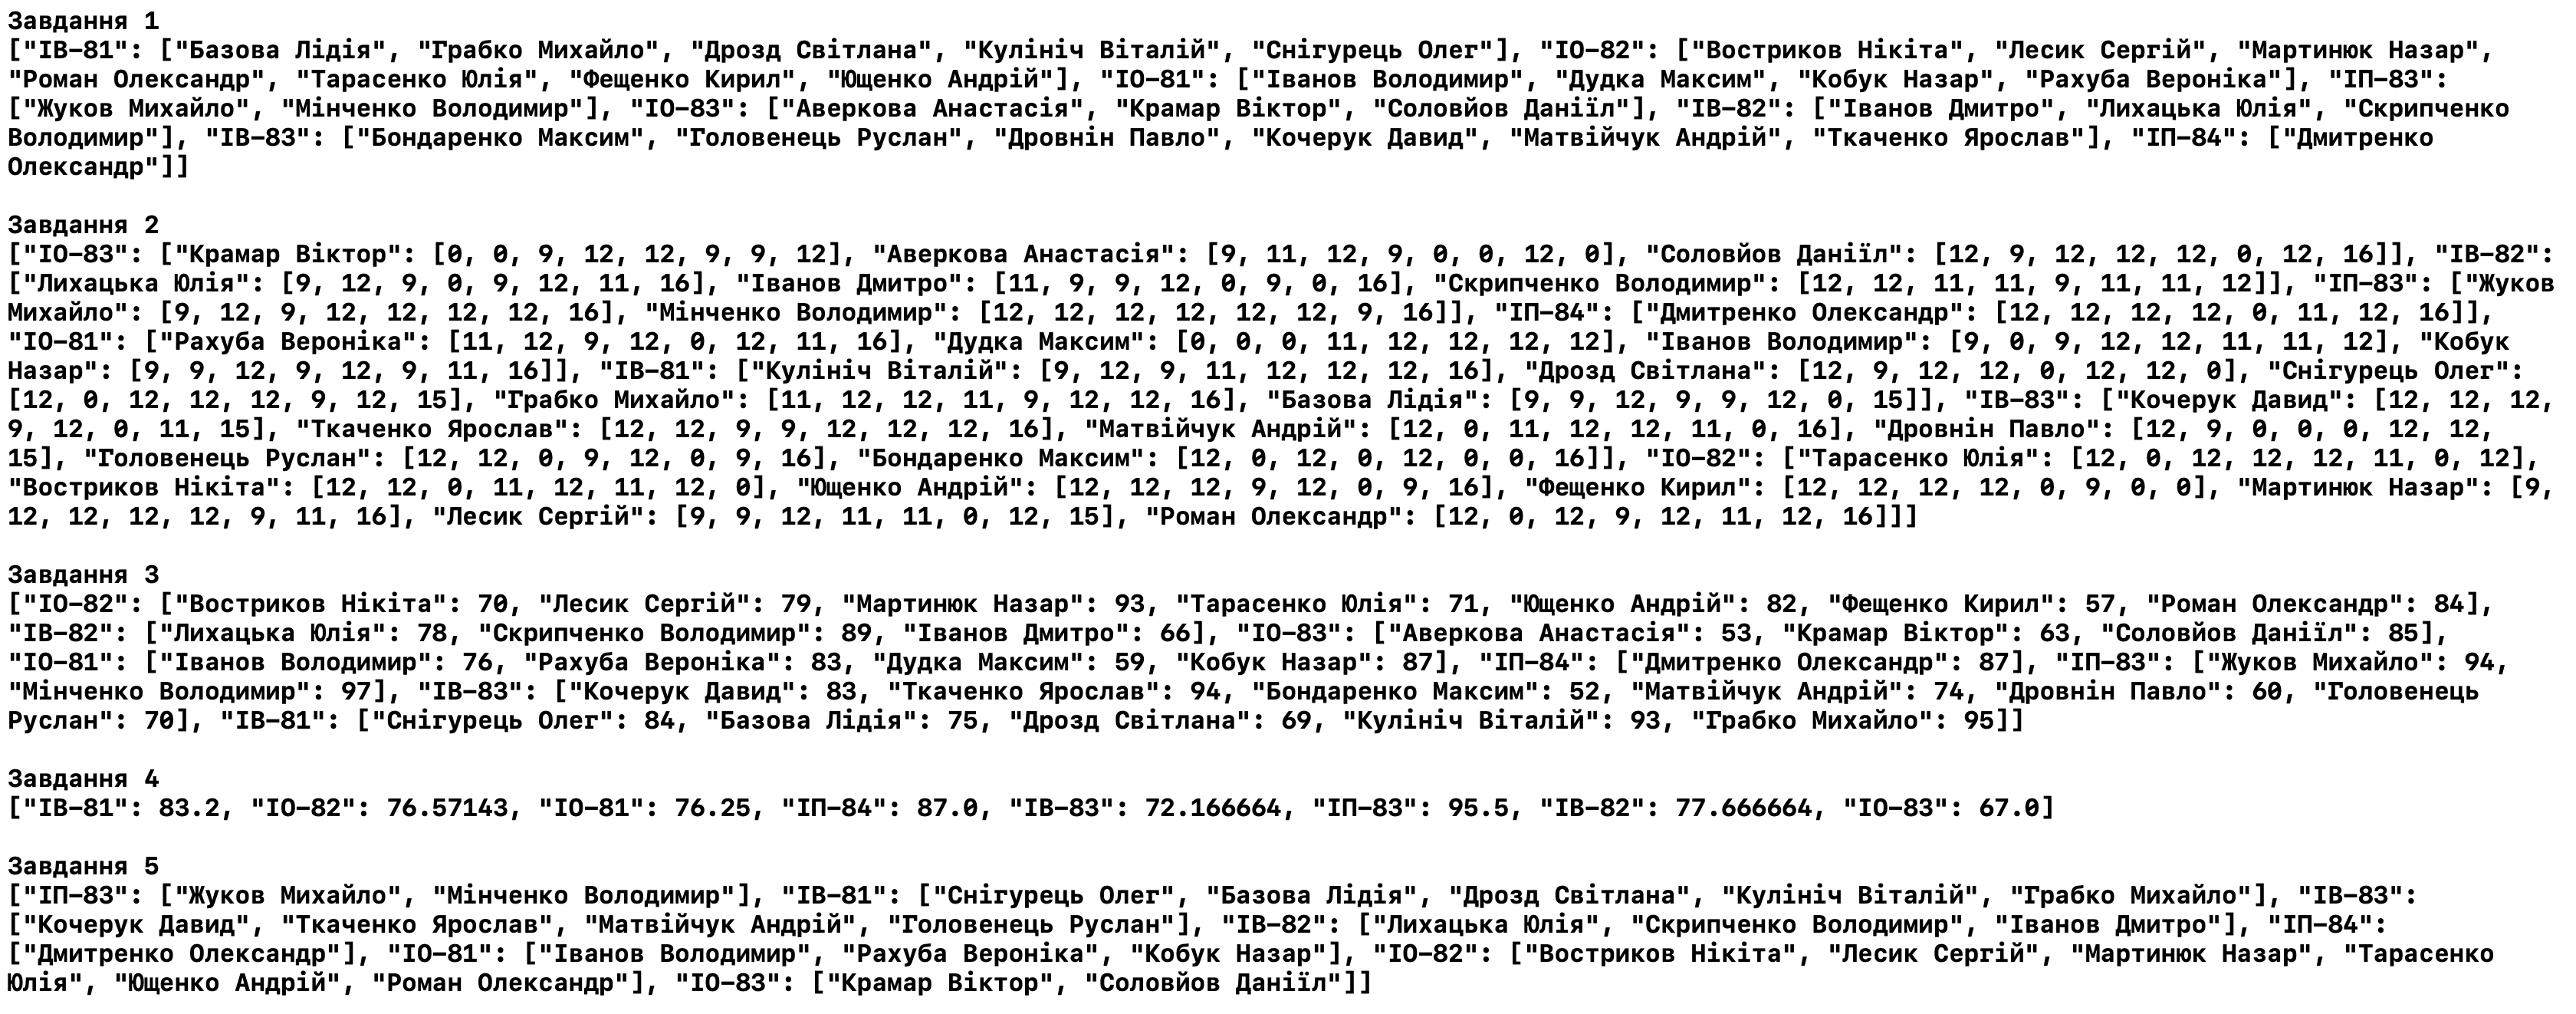 Завдання 1
["ІВ-81": ["Базова Лідія", "Грабко Михайло", "Дрозд Світлана", "Кулініч Віталій", "Снігурець Олег"], "ІО-82": ["Востриков Нікіта", "Лесик Сергій", "Мартинюк Назар",
"Роман Олександр", "Тарасенко Юлія", "Фещенко Кирил", "Ющенко Андрій"], "ІО-81": ["Іванов Володимир", "Дудка Максим", "Кобук Назар", "Рахуба Вероніка"], "ІП-83":
["Жуков Михайло", "Мінченко Володимир"], "ІО-83": ["Аверкова Анастасія", "Крамар Віктор", "Соловйов Даніїл"], "ІВ-82": ["Іванов Дмитро", "Лихацька Юлія", "Скрипченко
Володимир"], "ІВ-83": ["Бондаренко Максим", "Головенець Руслан", "Дровнін Павло", "Кочерук Давид", "Матвійчук Андрій", "Ткаченко Ярослав"], "ІП-84": ["Дмитренко
Олександр"]]
Завдання 2
["ІО-83": ["Крамар Віктор": [0, 0, 9, 12, 12, 9, 9, 12], "Аверкова Анастасія": [9, 11, 12, 9, 0, 0, 12, 0], "Соловйов Даніїл": [12, 9, 12, 12, 12, 0, 12, 16]], "ІВ-82":
["Лихацька Юлія": [9, 12, 9, 0, 9, 12, 11, 16], "Іванов Дмитро": [11, 9, 9, 12, 0, 9, 0, 16], "Скрипченко Володимир": [12, 12, 11, 11, 9, 11, 11, 12]], "ІП-83": ["Жуков
Михайло": [9, 12, 9, 12, 12, 12, 12, 16], "Мінченко Володимир": [12, 12, 12, 12, 12, 12, 9, 16]], "ІП-84": ["Дмитренко Олександр": [12, 12, 12, 12, 0, 11, 12, 16]],
"ІО-81": ["Рахуба Вероніка": [11, 12, 9, 12, 0, 12, 11, 16], "Дудка Максим": [0, 0, 0, 11, 12, 12, 12, 12], "Іванов Володимир": [9, 0, 9, 12, 12, 11, 11, 12], "Кобук
Назар": [9, 9, 12, 9, 12, 9, 11, 16]], "ІВ-81": ["Кулініч Віталій": [9, 12, 9, 11, 12, 12, 12, 16], "Дрозд Світлана": [12, 9, 12, 12, 0, 12, 12, 0], "Снігурець Олег":
[12, 0, 12, 12, 12, 9, 12, 15], "Грабко Михайло": [11, 12, 12, 11, 9, 12, 12, 16], "Базова Лідія": [9, 9, 12, 9, 9, 12, 0, 15]], "ІВ-83": ["Кочерук Давид": [12, 12, 12,
9, 12, 0, 11, 15], "Ткаченко Ярослав": [12, 12, 9, 9, 12, 12, 12, 16], "Матвійчук Андрій": [12, 0, 11, 12, 12, 11, 0, 16], "Дровнін Павло": [12, 9, 0, 0, 0, 12, 12,
15], "Головенець Руслан": [12, 12, 0, 9, 12, 0, 9, 16], "Бондаренко Максим": [12, 0, 12, 0, 12, 0, 0, 16]], "ІО-82": ["Тарасенко Юлія": [12, 0, 12, 12, 12, 11, 0, 12],
"Востриков Нікіта": [12, 12, 0, 11, 12, 11, 12, 0], "Ющенко Андрій": [12, 12, 12, 9, 12, 0, 9, 16], "Фещенко Кирил": [12, 12, 12, 12, 0, 9, 0, 0], "Мартинюк Назар": [9,
12, 12, 12, 12, 9, 11, 16], "Лесик Сергій": [9, 9, 12, 11, 11, 0, 12, 15], "Роман Олександр": [12, 0, 12, 9, 12, 11, 12, 16]]]
Завдання 3
["ІО-82": ["Востриков Нікіта": 70, "Лесик Сергій": 79, "Мартинюк Назар": 93, "Тарасенко Юлія": 71, "Ющенко Андрій": 82, "Фещенко Кирил": 57, "Роман Олександр": 84],
"ІВ-82": ["Лихацька Юлія": 78, "Скрипченко Володимир": 89, "Іванов Дмитро": 66], "ІО-83": ["Аверкова Анастасія": 53, "Крамар Віктор": 63, "Соловйов Даніїл": 85],
"ІО-81": ["Іванов Володимир": 76, "Рахуба Вероніка": 83, "Дудка Максим": 59, "Кобук Назар": 87], "ІП-84": ["Дмитренко Олександр": 87], "ІП-83": ["Жуков Михайло": 94,
"Мінченко Володимир": 97], "ІВ-83": ["Кочерук Давид": 83, "Ткаченко Ярослав": 94, "Бондаренко Максим": 52, "Матвійчук Андрій": 74, "Дровнін Павло": 60, "Головенець
Руслан": 70], "ІВ-81": ["Снігурець Олег": 84, "Базова Лідія": 75, "Дрозд Світлана": 69, "Кулініч Віталій": 93, "Грабко Михайло": 95]]
Завдання 4
["ІВ-81": 83.2, "ІО-82": 76.57143, "ІО-81": 76.25, "ІП-84": 87.0, "ІВ-83": 72.166664, "ІП-83": 95.5, "ІВ-82": 77.666664, "ІО-83": 67.0]
Завдання 5
["ІП-83": ["Жуков Михайло", "Мінченко Володимир"], "ІВ-81": ["Снігурець Олег", "Базова Лідія", "Дрозд Світлана", "Кулініч Віталій", "Грабко Михайло"], "ІВ-83":
["Кочерук Давид", "Ткаченко Ярослав", "Матвійчук Андрій", "Головенець Руслан"], "ІВ-82": ["Лихацька Юлія", "Скрипченко Володимир", "Іванов Дмитро"], "ІП-84":
["Дмитренко Олександр"], "ІО-81": ["Іванов Володимир", "Рахуба Вероніка", "Кобук Назар"], "ІО-82": ["Востриков Нікіта", "Лесик Сергій", "Мартинюк Назар", "Тарасенко
Юлія", "Ющенко Андрій", "Роман Олександр"], "ІО-83": ["Крамар Віктор", "Соловйов Даніїл"]]